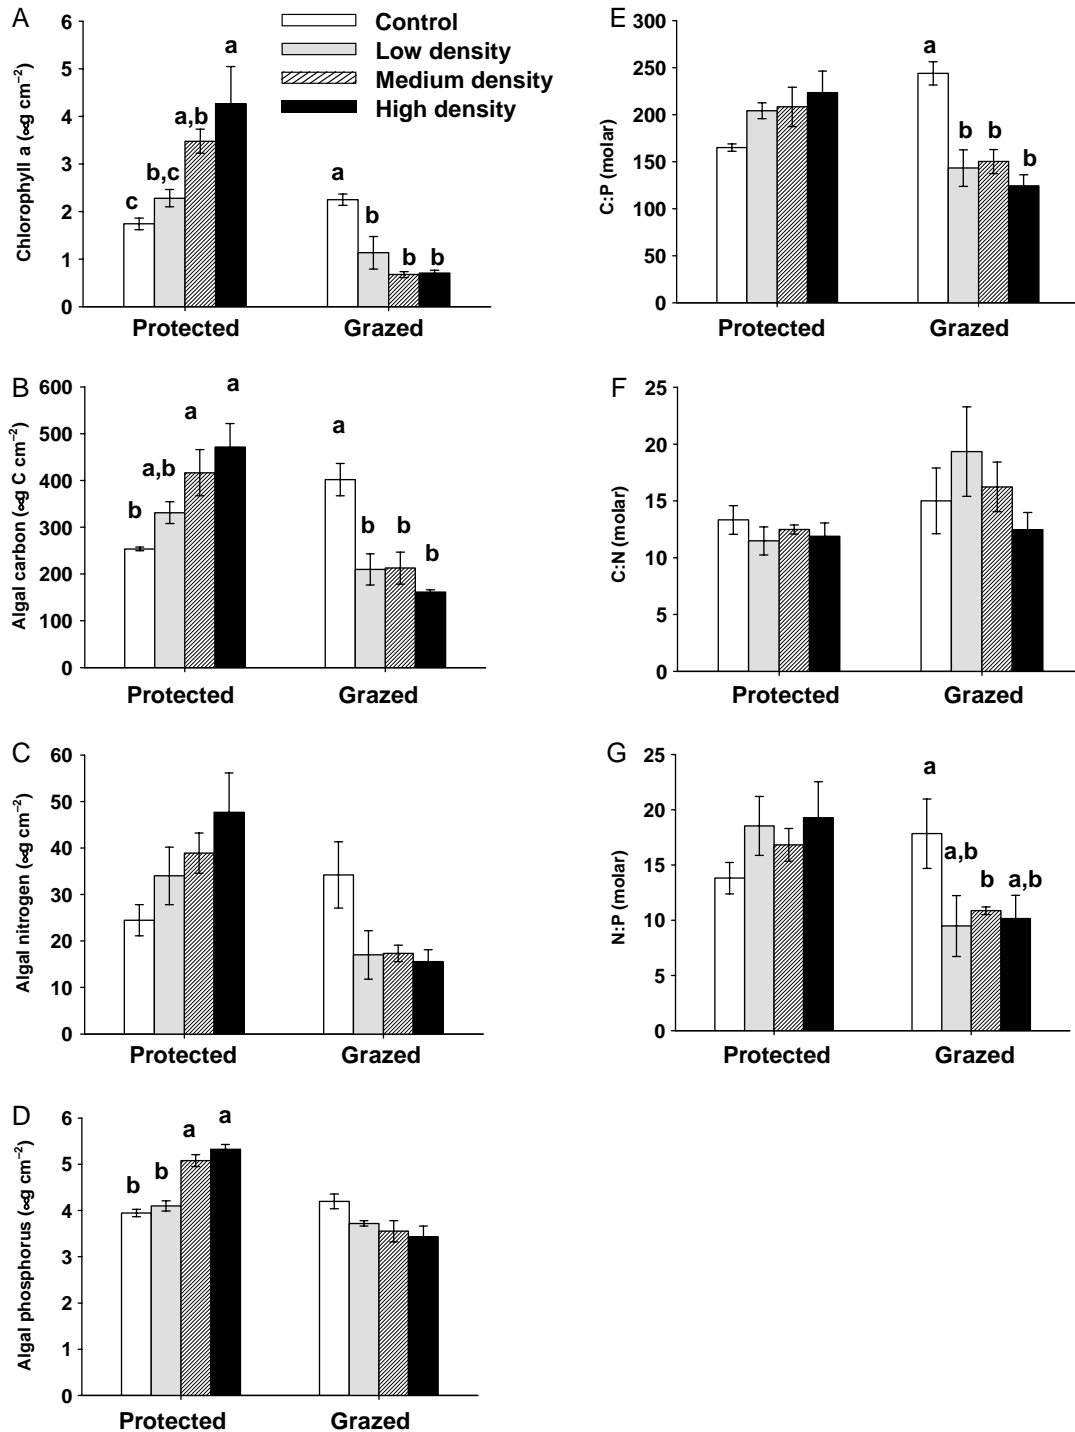 A
Control
Low density
Medium density
High density
Chlorophyll a (∝g cm−2)
6
5
4
3
2
1
0
c
b,c
a,b
a
a
b
b
b
Protected
Grazed
B
Algal carbon (∝g C cm−2)
600
500
400
300
200
100
0
b
a,b
a
a
a
b
b
b
Protected
Grazed
C
Algal nitrogen (∝g cm−2)
60
50
40
30
20
10
0
Protected
Grazed
D
Algal phosphorus (∝g cm−2)
6
5
4
3
2
1
0
b
b
a
a
Protected
Grazed
E
C:P (molar)
300
250
200
150
100
50
0
a
b
b
b
Protected
Grazed
F
C:N (molar)
25
20
15
10
5
0
Protected
Grazed
G
N:P (molar)
25
20
15
10
5
0
a
a,b
b
a,b
Protected
Grazed